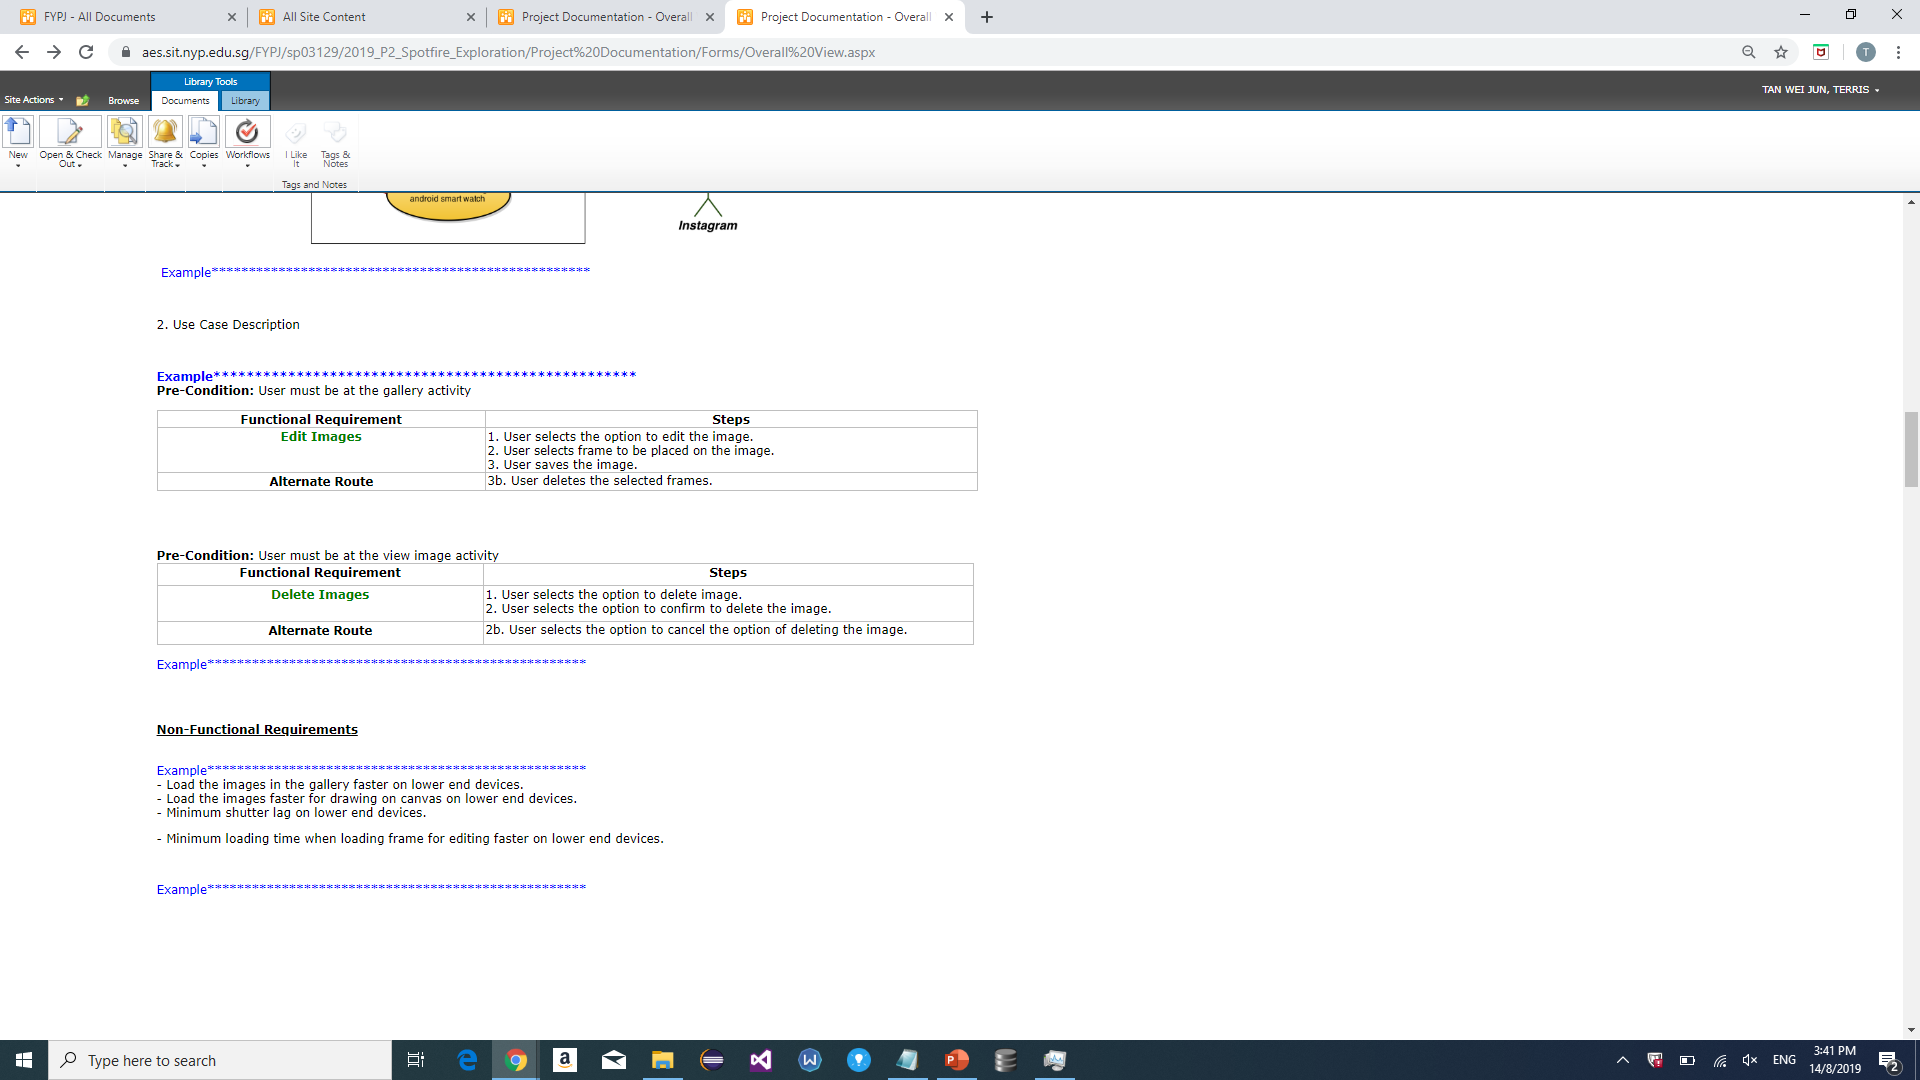 FYPJ - All Documents
All Site Content
Project Documentation - Overall
Project Documentation - Overall
aes.sit.nyp.edu.sg/FYPJ/sp03129/2019_P2_Spotfire_Exploration/Project%20Documentation/Forms/Overall%20View.aspx
T
Library Tools
Site Actions
Browse
Documents
Library
TAN WEI JUN, TERRIS
New
Open & Check Out
Manage
Share & Track
Copies
Workflows
I Like It
Tags & Notes
Tags and Notes
android smart watch
Instagram
Example****************************************************
2. Use Case Description
Example****************************************************
Pre-Condition: User must be at the gallery activity
Functional Requirement
Steps
Edit Images
1. User selects the option to edit the image.
2. User selects frame to be placed on the image.
3. User saves the image.
Alternate Route
3b. User deletes the selected frames.
Pre-Condition: User must be at the view image activity
Functional Requirement
Steps
Delete Images
1. User selects the option to delete image.
2. User selects the option to confirm to delete the image.
Alternate Route
2b. User selects the option to cancel the option of deleting the image.
Example****************************************************
Non-Functional Requirements
Example****************************************************
- Load the images in the gallery faster on lower end devices.
- Load the images faster for drawing on canvas on lower end devices.
- Minimum shutter lag on lower end devices.
- Minimum loading time when loading frame for editing faster on lower end devices.
Example****************************************************
Type here to search
ENG
3:41 PM
14/8/2019
2